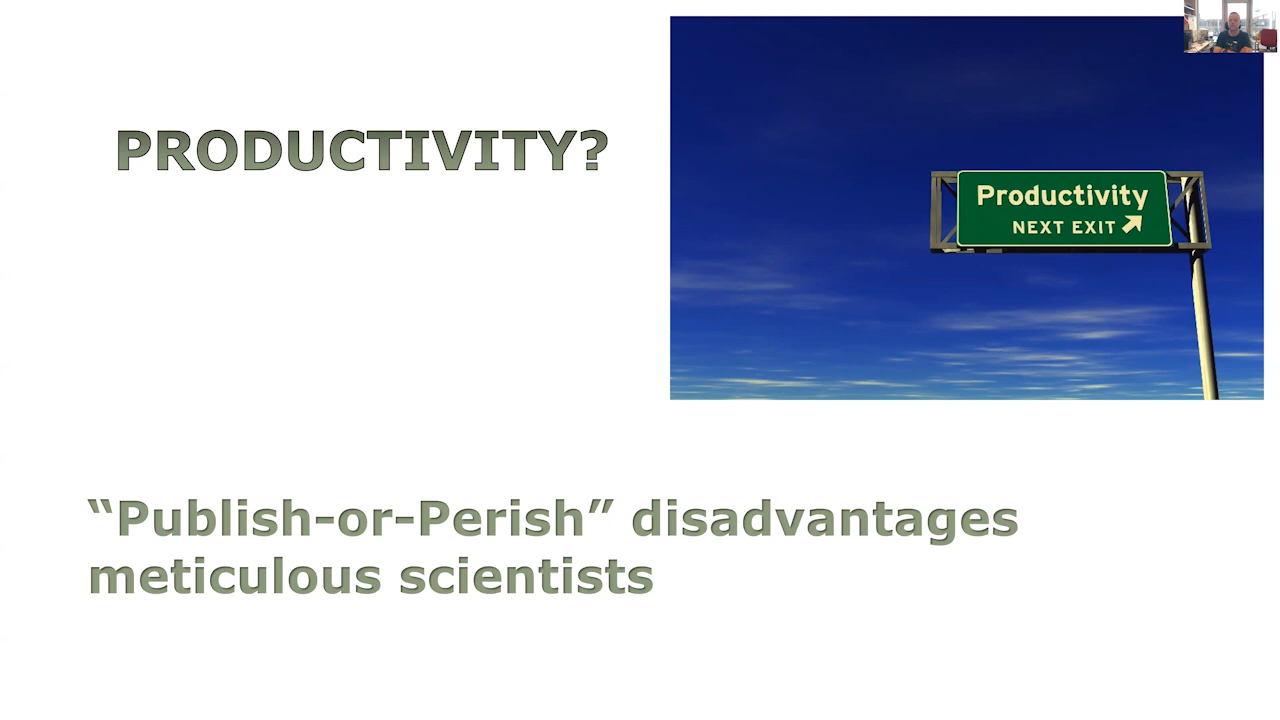 PRODUCTIVITY?
Productivity
NEXT EXIT
“Publish-or-Perish” disadvantages
meticulous scientists